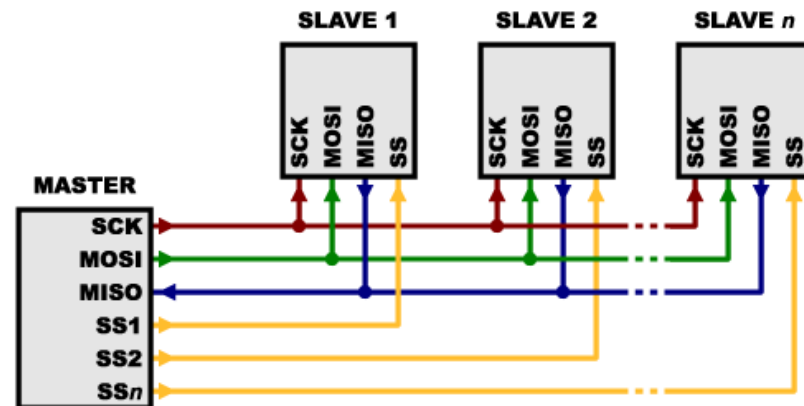 SLAVE 1 SLAVE 2 SLAVE n
SCK MOSI MISO SS SCK MOSI MISO SS SCK MOSI MISO SS
MASTER
SCK
MOSI
MISO
SS1
SS2
SSn